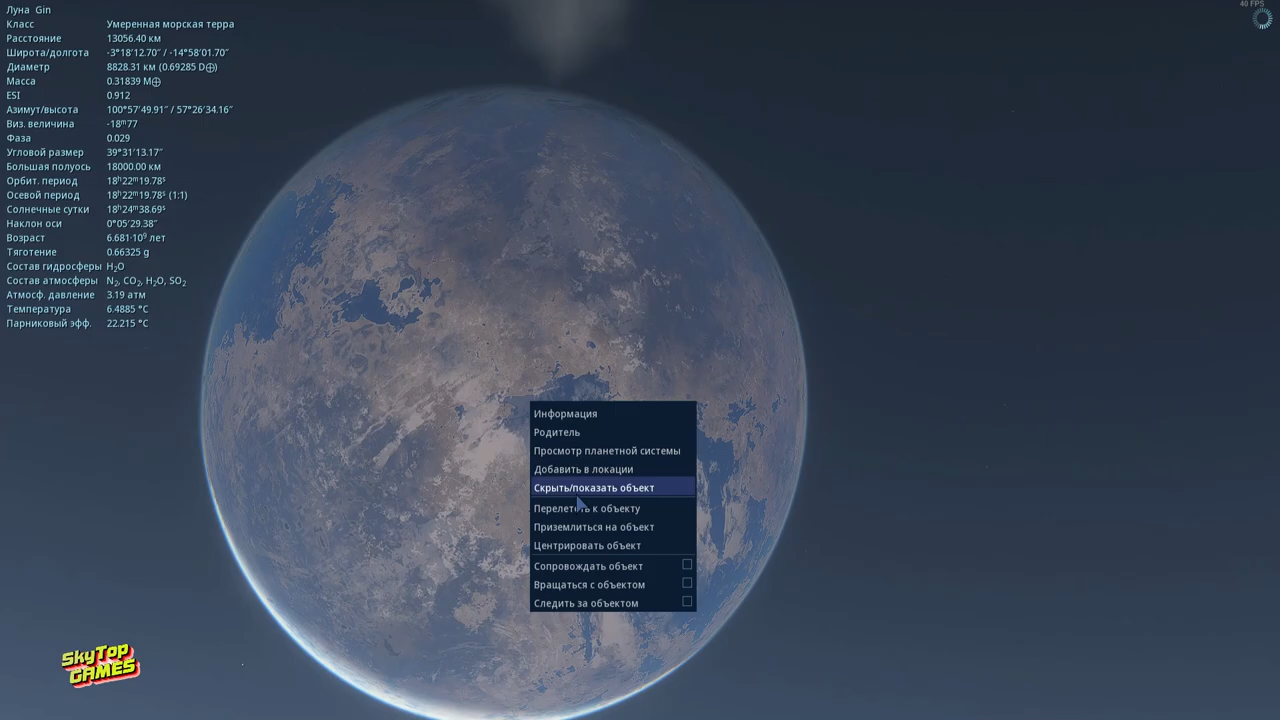 Луна Gin
Класс Умеренная морская терра
Расстояние 13056.40 км
Широта/долгота -3°18'12.70" / -14°58'01.70"
Диаметр 8828.31 км (0.69285 D⊕)
Масса 0.31839 M⊕
ESI 0.912
Азимут/высота 100°57'49.91" / 57°26'34.16"
Виз. величина -18ᵐ77
Фаза 0.029
Угловой размер 39°31'13.17"
Большая полуось 18000.00 км
Орбит. период 18ʰ22ᵐ19.78ˢ
Осевой период 18ʰ22ᵐ19.78ˢ (1:1)
Солнечные сутки 18ʰ24ᵐ38.69ˢ
Наклон оси 0°05'29.38"
Возраст 6.681·10⁹ лет
Тяготение 0.66325 g
Состав гидросферы H₂O
Состав атмосферы N₂, CO₂, H₂O, SO₂
Атмосф. давление 3.19 атм
Температура 6.4885 °C
Парниковый эфф. 22.215 °C
40 FPS
Информация
Родитель
Просмотр планетной системы
Добавить в локации
Скрыть/показать объект
Перелететь к объекту
Приземлиться на объект
Центрировать объект
Сопровождать объект
Вращаться с объектом
Следить за объектом
SkyTop
GAMES